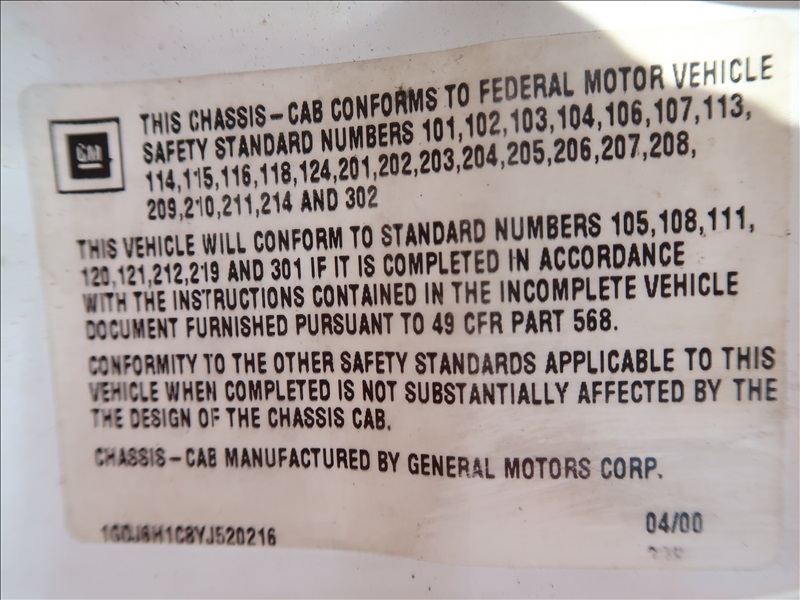 GM
THIS CHASSIS-CAB CONFORMS TO FEDERAL MOTOR VEHICLE
SAFETY STANDARD NUMBERS 101,102,103,104,106,107,113,
114,115,116,118,124,201,202,203,204,205,206,207,208,
209,210,211,214 AND 302
THIS VEHICLE WILL CONFORM TO STANDARD NUMBERS 105,108,111,
120,121,212,219 AND 301 IF IT IS COMPLETED IN ACCORDANCE
WITH THE INSTRUCTIONS CONTAINED IN THE INCOMPLETE VEHICLE
DOCUMENT FURNISHED PURSUANT TO 49 CFR PART 568.
CONFORMITY TO THE OTHER SAFETY STANDARDS APPLICABLE TO THIS
VEHICLE WHEN COMPLETED IS NOT SUBSTANTIALLY AFFECTED BY THE
THE DESIGN OF THE CHASSIS CAB.
CHASSIS-CAB MANUFACTURED BY GENERAL MOTORS CORP.
04/00